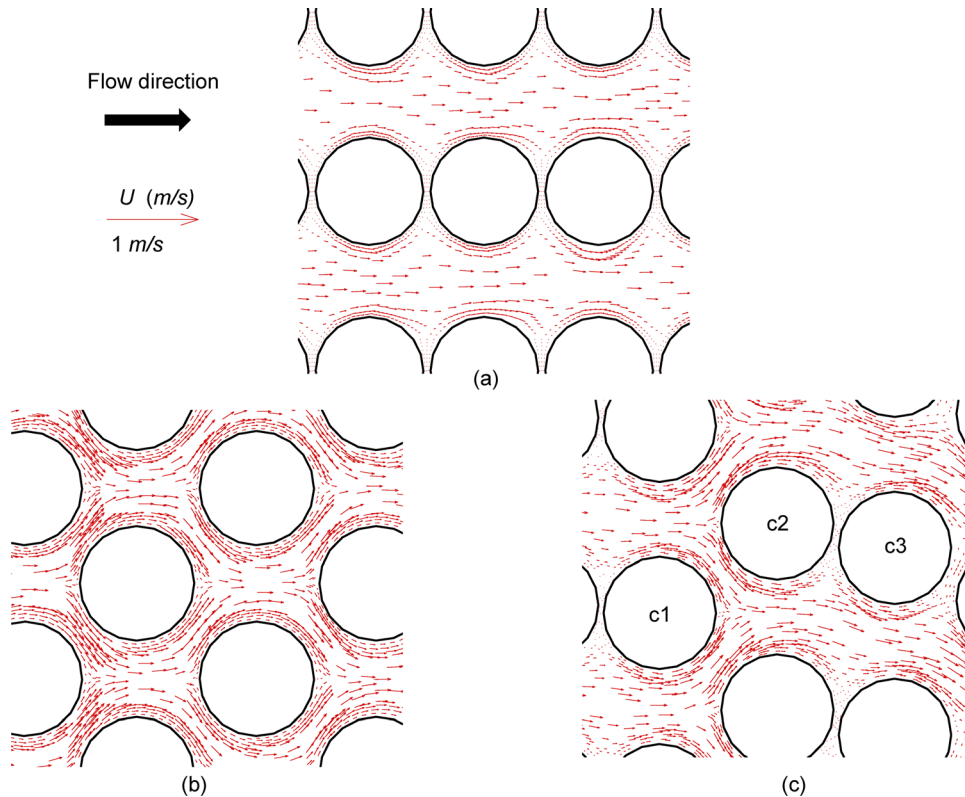 Flow direction
U (m/s)
1 m/s
(a)
c1
c2
c3
(b)
(c)